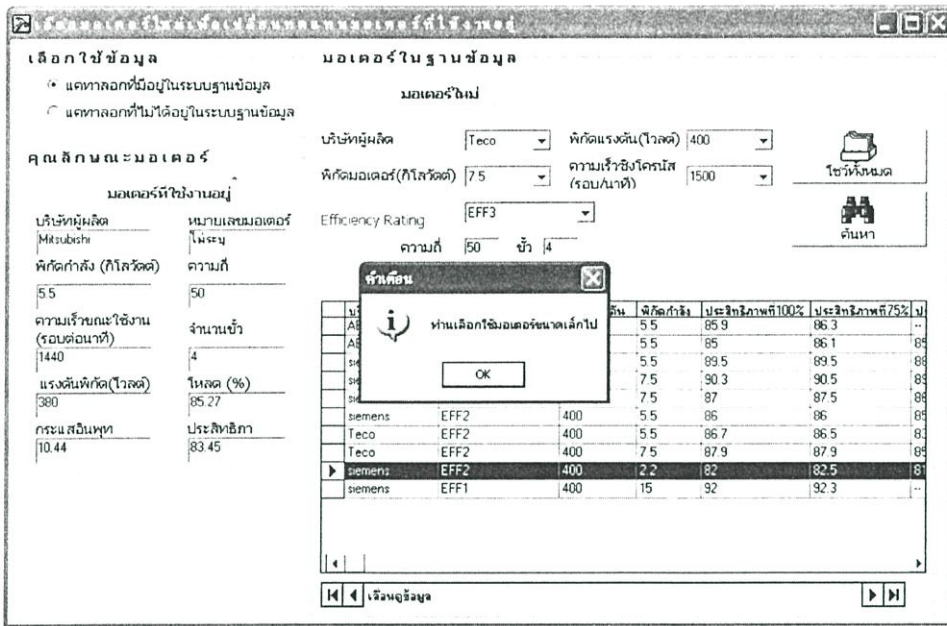 เลือกใช้ข้อมูล
แคทาลอกที่มีอยู่ในระบบฐานข้อมูล
แคทาลอกที่ไม่ได้อยู่ในระบบฐานข้อมูล
คุณลักษณะมอเตอร์
มอเตอร์ที่ใช้งานอยู่
บริษัทผู้ผลิต หมายเลขมอเตอร์
Mitsubishi ไม่ระบุ
พิกัดกำลัง (กิโลวัตต์) ความถี่
5.5 50
ความเร็วขณะใช้งาน (รอบต่อนาที) จำนวนขั้ว
1440 4
แรงดันพิกัด(โวลต์) โหลด (%)
380 85.27
กระแสอินพุท ประสิทธิภา
10.44 83.45
มอเตอร์ในฐานข้อมูล
มอเตอร์ใหม่
บริษัทผู้ผลิต Teco พิกัดแรงดัน(โวลต์) 400
พิกัดมอเตอร์(กิโลวัตต์) 7.5 ความเร็วซิงโครนัส (รอบ/นาที) 1500
Efficiency Rating EFF3
ความถี่ 50 ขั้ว 4
โชว์ทั้งหมด
ค้นหา
คำเตือน
ท่านเลือกใช้มอเตอร์ขนาดเล็กไป
OK
พิกัดกำลัง ประสิทธิภาพที่100% ประสิทธิภาพที่75%
5.5 85.9 86.3 --
5.5 85 86.1
5.5 89.5 89.5
7.5 90.3 90.5
7.5 87 87.5
siemens EFF2 400 5.5 86 86
Teco EFF2 400 5.5 86.7 86.5
Teco EFF2 400 7.5 87.9 87.9
siemens EFF2 400 2.2 82 82.5
siemens EFF1 400 15 92 92.3 --
เลื่อนดูข้อมูล